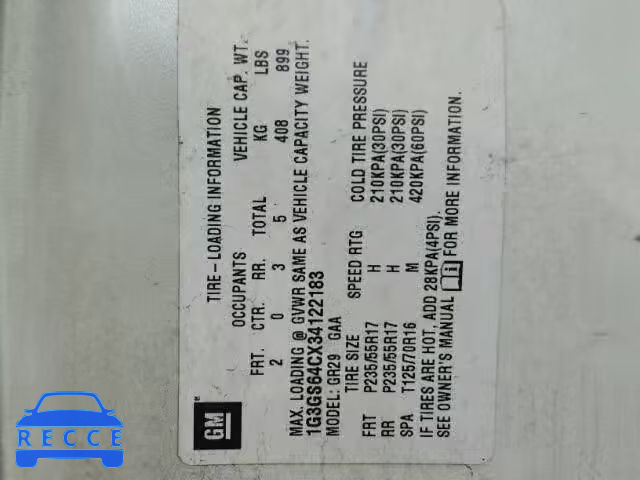 TIRE-LOADING INFORMATION
OCCUPANTS VEHICLE CAP. WT.
FRT. CTR. RR. TOTAL KG LBS
2 0 3 5 408 899
MAX. LOADING @ GVWR SAME AS VEHICLE CAPACITY WEIGHT.
1G3GS64CX34122183
MODEL: GR29 GAA
TIRE SIZE SPEED RTG COLD TIRE PRESSURE
FRT P235/55R17 H 210KPA(30PSI)
RR P235/55R17 H 210KPA(30PSI)
SPA T125/70R16 M 420KPA(60PSI)
IF TIRES ARE HOT, ADD 28KPA(4PSI).
SEE OWNER'S MANUAL FOR MORE INFORMATION.
GM
RECCE